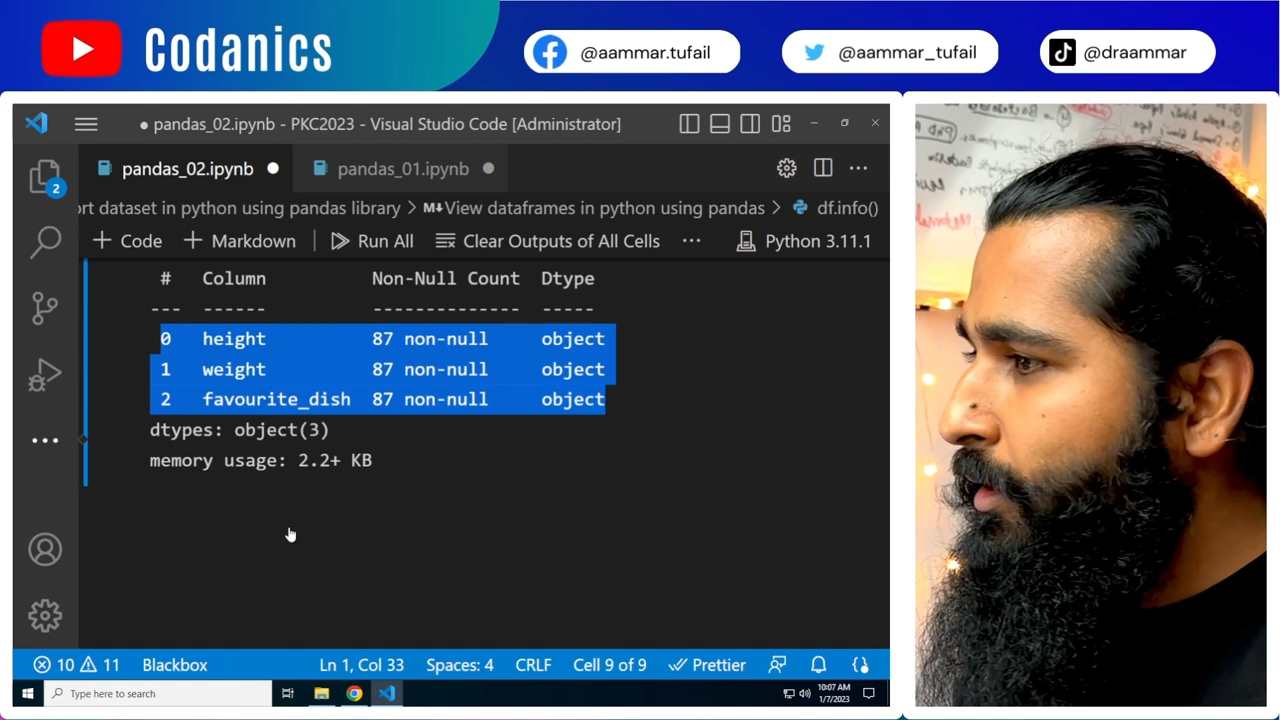 Codanics
@aammar.tufail
@aammar_tufail
@draammar
pandas_02.ipynb - PKC2023 - Visual Studio Code [Administrator]
pandas_02.ipynb
pandas_01.ipynb
2
ort dataset in python using pandas library > View dataframes in python using pandas > df.info()
+ Code + Markdown Run All Clear Outputs of All Cells ··· Python 3.11.1
# Column Non-Null Count Dtype
--- ------ -------------- -----
0 height 87 non-null object
1 weight 87 non-null object
2 favourite_dish 87 non-null object
dtypes: object(3)
memory usage: 2.2+ KB
10 11 Blackbox Ln 1, Col 33 Spaces: 4 CRLF Cell 9 of 9 Prettier
Type here to search
10:07 AM
1/7/2023